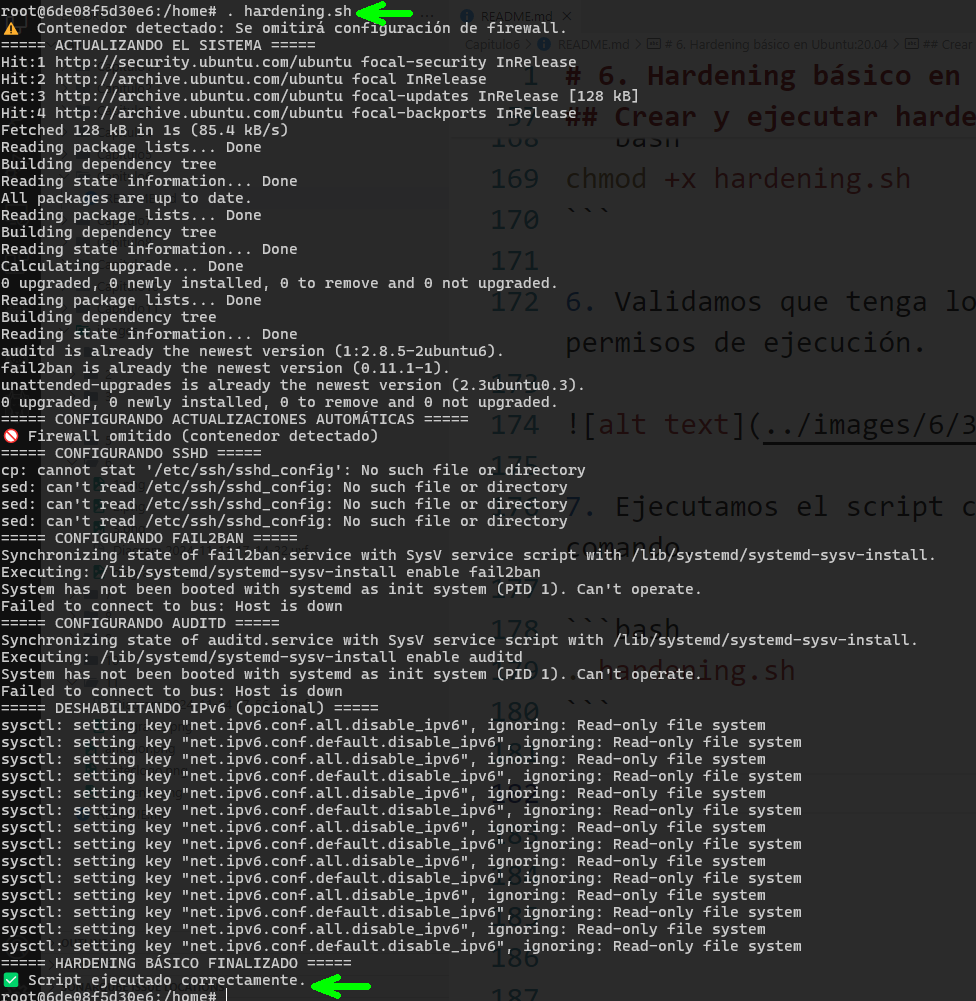 root@6de08f5d30e6:/home# . hardening.sh
⚠️ Contenedor detectado: Se omitirá configuración de firewall.
===== ACTUALIZANDO EL SISTEMA =====
Hit:1 http://security.ubuntu.com/ubuntu focal-security InRelease
Hit:2 http://archive.ubuntu.com/ubuntu focal InRelease
Get:3 http://archive.ubuntu.com/ubuntu focal-updates InRelease [128 kB]
Hit:4 http://archive.ubuntu.com/ubuntu focal-backports InRelease
Fetched 128 kB in 1s (85.4 kB/s)
Reading package lists... Done
Building dependency tree
Reading state information... Done
All packages are up to date.
Reading package lists... Done
Building dependency tree
Reading state information... Done
Calculating upgrade... Done
0 upgraded, 0 newly installed, 0 to remove and 0 not upgraded.
Reading package lists... Done
Building dependency tree
Reading state information... Done
auditd is already the newest version (1:2.8.5-2ubuntu6).
fail2ban is already the newest version (0.11.1-1).
unattended-upgrades is already the newest version (2.3ubuntu0.3).
0 upgraded, 0 newly installed, 0 to remove and 0 not upgraded.
===== CONFIGURANDO ACTUALIZACIONES AUTOMÁTICAS =====
🚫 Firewall omitido (contenedor detectado)
===== CONFIGURANDO SSHD =====
cp: cannot stat '/etc/ssh/sshd_config': No such file or directory
sed: can't read /etc/ssh/sshd_config: No such file or directory
sed: can't read /etc/ssh/sshd_config: No such file or directory
sed: can't read /etc/ssh/sshd_config: No such file or directory
===== CONFIGURANDO FAIL2BAN =====
Synchronizing state of fail2ban.service with SysV service script with /lib/systemd/systemd-sysv-install.
Executing: /lib/systemd/systemd-sysv-install enable fail2ban
System has not been booted with systemd as init system (PID 1). Can't operate.
Failed to connect to bus: Host is down
===== CONFIGURANDO AUDITD =====
Synchronizing state of auditd.service with SysV service script with /lib/systemd/systemd-sysv-install.
Executing: /lib/systemd/systemd-sysv-install enable auditd
System has not been booted with systemd as init system (PID 1). Can't operate.
Failed to connect to bus: Host is down
===== DESHABILITANDO IPv6 (opcional) =====
sysctl: setting key "net.ipv6.conf.all.disable_ipv6", ignoring: Read-only file system
sysctl: setting key "net.ipv6.conf.default.disable_ipv6", ignoring: Read-only file system
sysctl: setting key "net.ipv6.conf.all.disable_ipv6", ignoring: Read-only file system
sysctl: setting key "net.ipv6.conf.default.disable_ipv6", ignoring: Read-only file system
sysctl: setting key "net.ipv6.conf.all.disable_ipv6", ignoring: Read-only file system
sysctl: setting key "net.ipv6.conf.default.disable_ipv6", ignoring: Read-only file system
sysctl: setting key "net.ipv6.conf.all.disable_ipv6", ignoring: Read-only file system
sysctl: setting key "net.ipv6.conf.default.disable_ipv6", ignoring: Read-only file system
sysctl: setting key "net.ipv6.conf.all.disable_ipv6", ignoring: Read-only file system
sysctl: setting key "net.ipv6.conf.default.disable_ipv6", ignoring: Read-only file system
sysctl: setting key "net.ipv6.conf.all.disable_ipv6", ignoring: Read-only file system
sysctl: setting key "net.ipv6.conf.default.disable_ipv6", ignoring: Read-only file system
sysctl: setting key "net.ipv6.conf.all.disable_ipv6", ignoring: Read-only file system
sysctl: setting key "net.ipv6.conf.default.disable_ipv6", ignoring: Read-only file system
===== HARDENING BÁSICO FINALIZADO =====
✅ Script ejecutado correctamente.
root@6de08f5d30e6:/home#
README.md
Capitulo6 > README.md > # 6. Hardening básico en Ubuntu:20.04 > ## Crear
1 # 6. Hardening básico en
## Crear y ejecutar harde
168 bash
169 chmod +x hardening.sh
170 ```
171
172 6. Validamos que tenga lo
permisos de ejecución.
174 ![alt text](../images/6/3
7. Ejecutamos el script c
comando
178 ```bash
hardening.sh
180 ```
186
187